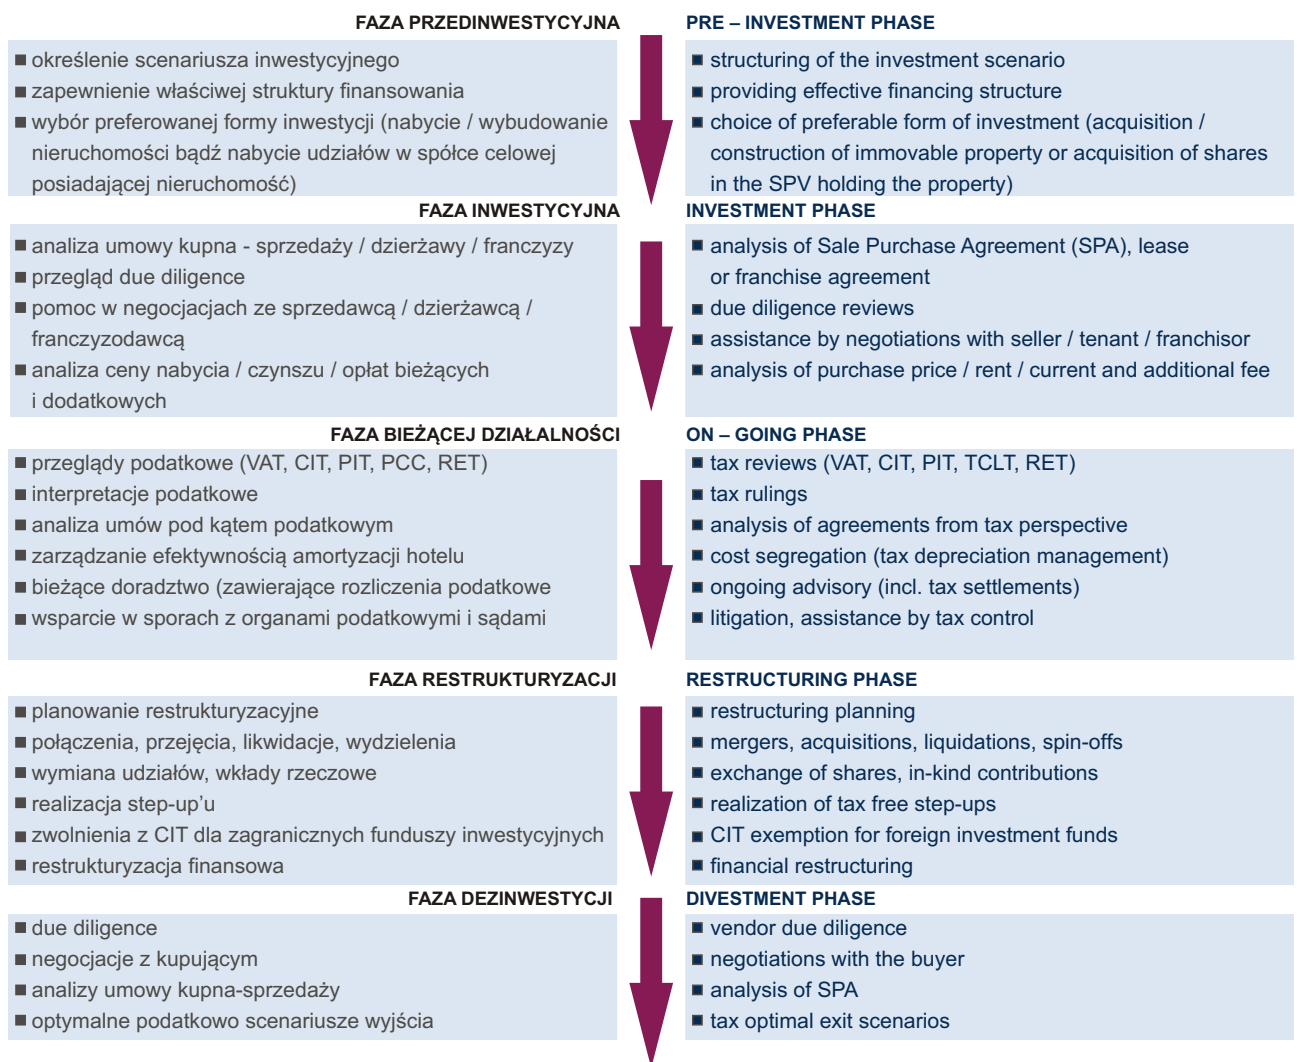 FAZA PRZEDINWESTYCYJNA
■ określenie scenariusza inwestycyjnego
■ zapewnienie właściwej struktury finansowania
■ wybór preferowanej formy inwestycji (nabycie / wybudowanie
nieruchomości bądź nabycie udziałów w spółce celowej
posiadającej nieruchomość)
PRE – INVESTMENT PHASE
■ structuring of the investment scenario
■ providing effective financing structure
■ choice of preferable form of investment (acquisition /
construction of immovable property or acquisition of shares
in the SPV holding the property)
FAZA INWESTYCYJNA
■ analiza umowy kupna - sprzedaży / dzierżawy / franczyzy
■ przegląd due diligence
■ pomoc w negocjacjach ze sprzedawcą / dzierżawcą /
franczyzodawcą
■ analiza ceny nabycia / czynszu / opłat bieżących
i dodatkowych
INVESTMENT PHASE
■ analysis of Sale Purchase Agreement (SPA), lease
or franchise agreement
■ due diligence reviews
■ assistance by negotiations with seller / tenant / franchisor
■ analysis of purchase price / rent / current and additional fee
FAZA BIEŻĄCEJ DZIAŁALNOŚCI
■ przeglądy podatkowe (VAT, CIT, PIT, PCC, RET)
■ interpretacje podatkowe
■ analiza umów pod kątem podatkowym
■ zarządzanie efektywnością amortyzacji hotelu
■ bieżące doradztwo (zawierające rozliczenia podatkowe
■ wsparcie w sporach z organami podatkowymi i sądami
ON – GOING PHASE
■ tax reviews (VAT, CIT, PIT, TCLT, RET)
■ tax rulings
■ analysis of agreements from tax perspective
■ cost segregation (tax depreciation management)
■ ongoing advisory (incl. tax settlements)
■ litigation, assistance by tax control
FAZA RESTRUKTURYZACJI
■ planowanie restrukturyzacyjne
■ połączenia, przejęcia, likwidacje, wydzielenia
■ wymiana udziałów, wkłady rzeczowe
■ realizacja step-up’u
■ zwolnienia z CIT dla zagranicznych funduszy inwestycyjnych
■ restrukturyzacja finansowa
RESTRUCTURING PHASE
■ restructuring planning
■ mergers, acquisitions, liquidations, spin-offs
■ exchange of shares, in-kind contributions
■ realization of tax free step-ups
■ CIT exemption for foreign investment funds
■ financial restructuring
FAZA DEZINWESTYCJI
■ due diligence
■ negocjacje z kupującym
■ analizy umowy kupna-sprzedaży
■ optymalne podatkowo scenariusze wyjścia
DIVESTMENT PHASE
■ vendor due diligence
■ negotiations with the buyer
■ analysis of SPA
■ tax optimal exit scenarios